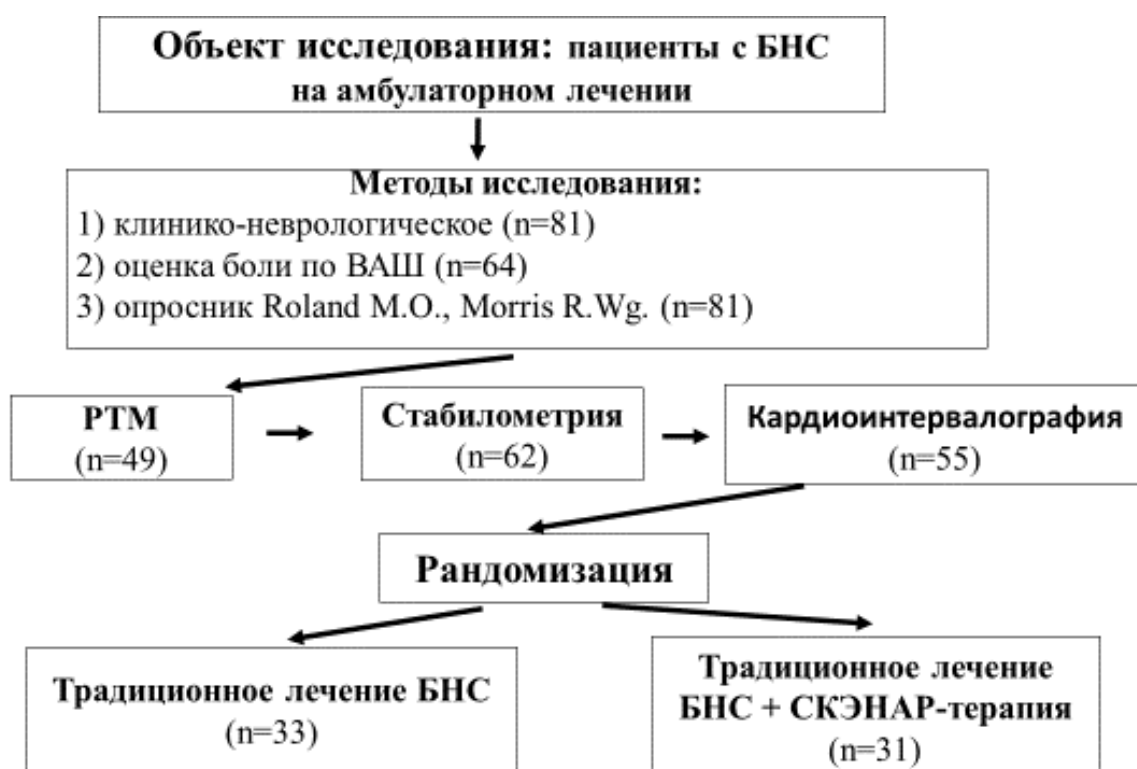 Объект исследования: пациенты с БНС
на амбулаторном лечении
Методы исследования:
1) клинико-неврологическое (n=81)
2) оценка боли по ВАШ (n=64)
3) опросник Roland M.O., Morris R.Wg. (n=81)
РТМ
(n=49)
Стабилометрия
(n=62)
Кардиоинтервалография
(n=55)
Рандомизация
Традиционное лечение БНС
(n=33)
Традиционное лечение
БНС + СКЭНАР-терапия
(n=31)